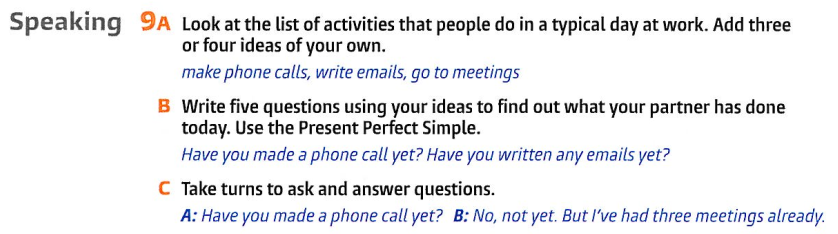 Speaking 9A Look at the list of activities that people do in a typical day at work. Add three
or four ideas of your own.
make phone calls, write emails, go to meetings
B Write five questions using your ideas to find out what your partner has done
today. Use the Present Perfect Simple.
Have you made a phone call yet? Have you written any emails yet?
C Take turns to ask and answer questions.
A: Have you made a phone call yet? B: No, not yet. But I've had three meetings already.